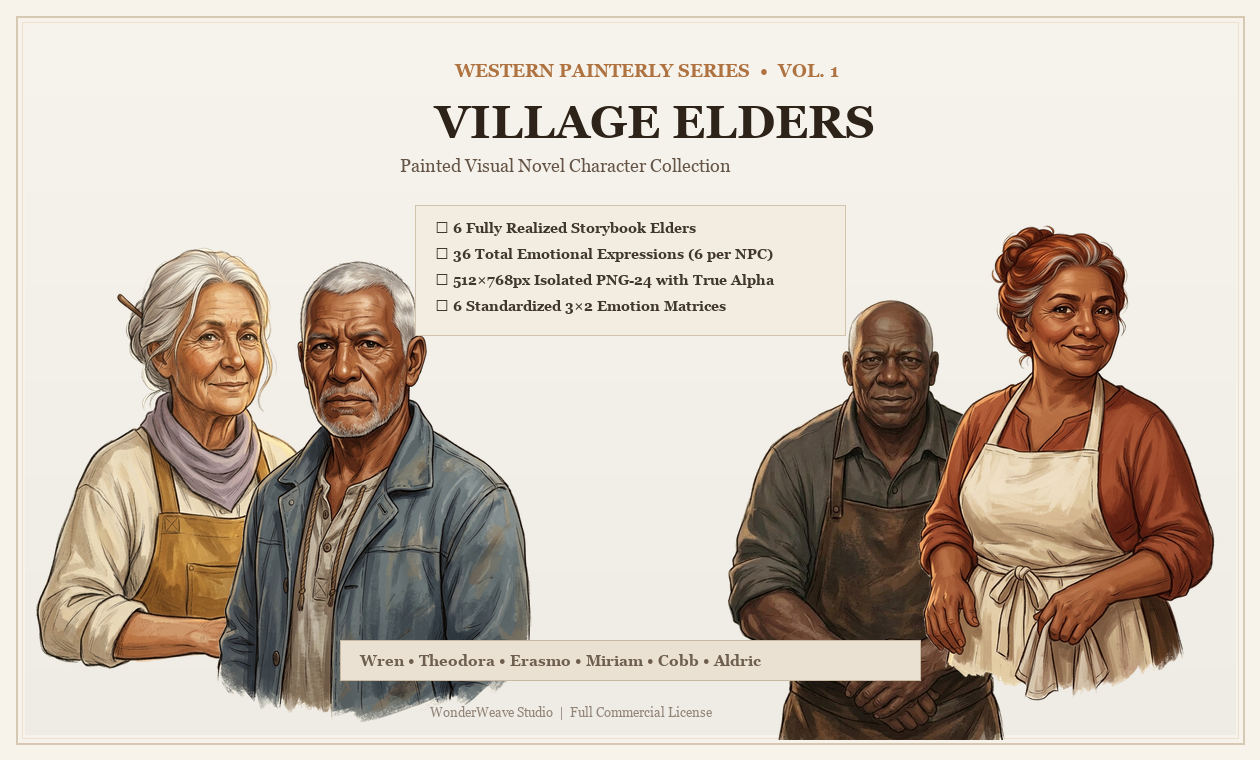 WESTERN PAINTERLY SERIES • VOL. 1
VILLAGE ELDERS
Painted Visual Novel Character Collection
☐ 6 Fully Realized Storybook Elders
☐ 36 Total Emotional Expressions (6 per NPC)
☐ 512×768px Isolated PNG-24 with True Alpha
☐ 6 Standardized 3×2 Emotion Matrices
Wren • Theodora • Erasmo • Miriam • Cobb • Aldric
WonderWeave Studio | Full Commercial License